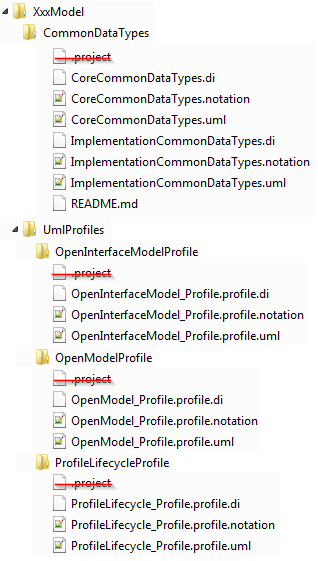 XxxModel
CommonDataTypes
.project
CoreCommonDataTypes.di
CoreCommonDataTypes.notation
CoreCommonDataTypes.uml
ImplementationCommonDataTypes.di
ImplementationCommonDataTypes.notation
ImplementationCommonDataTypes.uml
README.md
UmlProfiles
OpenInterfaceModelProfile
.project
OpenInterfaceModel_Profile.profile.di
OpenInterfaceModel_Profile.profile.notation
OpenInterfaceModel_Profile.profile.uml
OpenModelProfile
.project
OpenModel_Profile.profile.di
OpenModel_Profile.profile.notation
OpenModel_Profile.profile.uml
ProfileLifecycleProfile
.project
ProfileLifecycle_Profile.profile.di
ProfileLifecycle_Profile.profile.notation
ProfileLifecycle_Profile.profile.uml